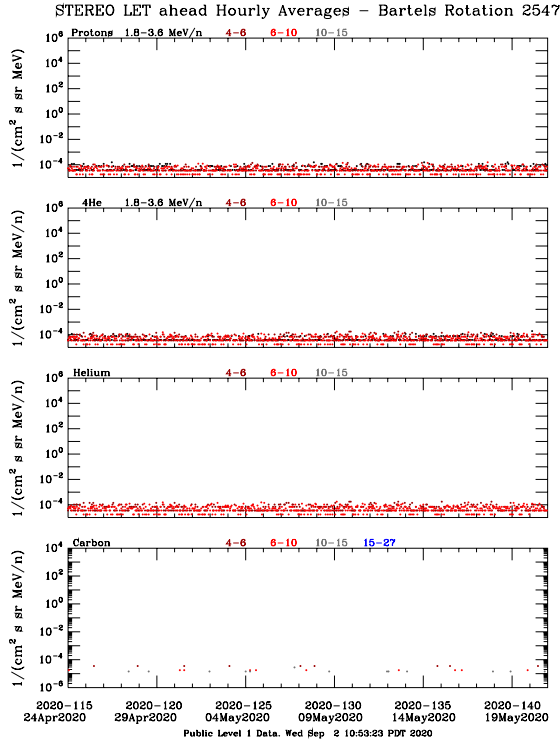 STEREO LET ahead Hourly Averages - Bartels Rotation 2547
Protons 1.8-3.6 MeV/n 4-6 6-10 10-15
1/(cm² s sr MeV)
10⁶
10⁴
10²
10⁰
10⁻²
10⁻⁴
4He 1.8-3.6 MeV/n 4-6 6-10 10-15
1/(cm² s sr MeV/n)
10⁶
10⁴
10²
10⁰
10⁻²
10⁻⁴
Helium 4-6 6-10 10-15
1/(cm² s sr MeV/n)
10⁶
10⁴
10²
10⁰
10⁻²
10⁻⁴
Carbon 4-6 6-10 10-15 15-27
1/(cm² s sr MeV/n)
10⁶
10⁴
10²
10⁰
10⁻²
10⁻⁴
10⁻⁶
2020-115 2020-120 2020-125 2020-130 2020-135 2020-140
24Apr2020 29Apr2020 04May2020 09May2020 14May2020 19May2020
Public Level 1 Data. Wed Sep 2 10:53:23 PDT 2020